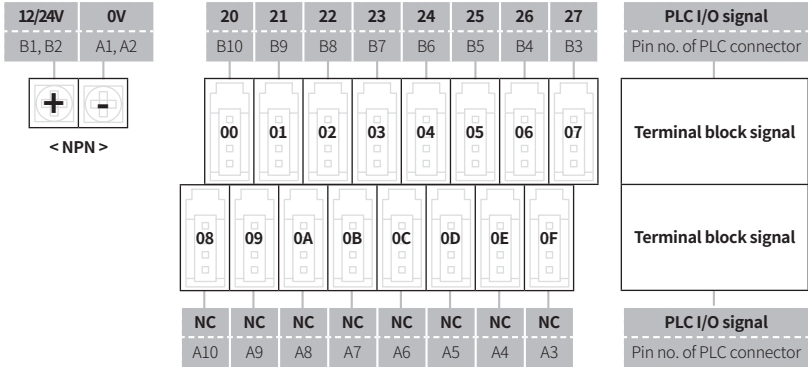 12/24V 0V 20 21 22 23 24 25 26 27 PLC I/O signal
B1, B2 A1, A2 B10 B9 B8 B7 B6 B5 B4 B3 Pin no. of PLC connector
+ -
00 01 02 03 04 05 06 07 Terminal block signal
< NPN >
08 09 0A 0B 0C 0D 0E 0F Terminal block signal
NC NC NC NC NC NC NC NC PLC I/O signal
A10 A9 A8 A7 A6 A5 A4 A3 Pin no. of PLC connector